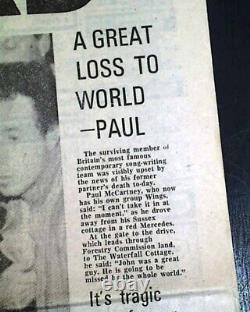 A GREAT
LOSS TO
WORLD
—PAUL
The surviving member of
Britain's most famous
contemporary song-writing
team was visibly upset by
the news of his former
partner's death to-day.
Paul McCartney, who now
has his own group Wings,
said: "I can't take it in at
the moment," as he drove
away from his Sussex
cottage in a red Mercedes.
At the gate to the drive,
which leads through
Forestry Commission land, to
The Waterfall Cottage,
he said: "John was a great
guy. He is going to be
missed by the whole world."
It's tragic